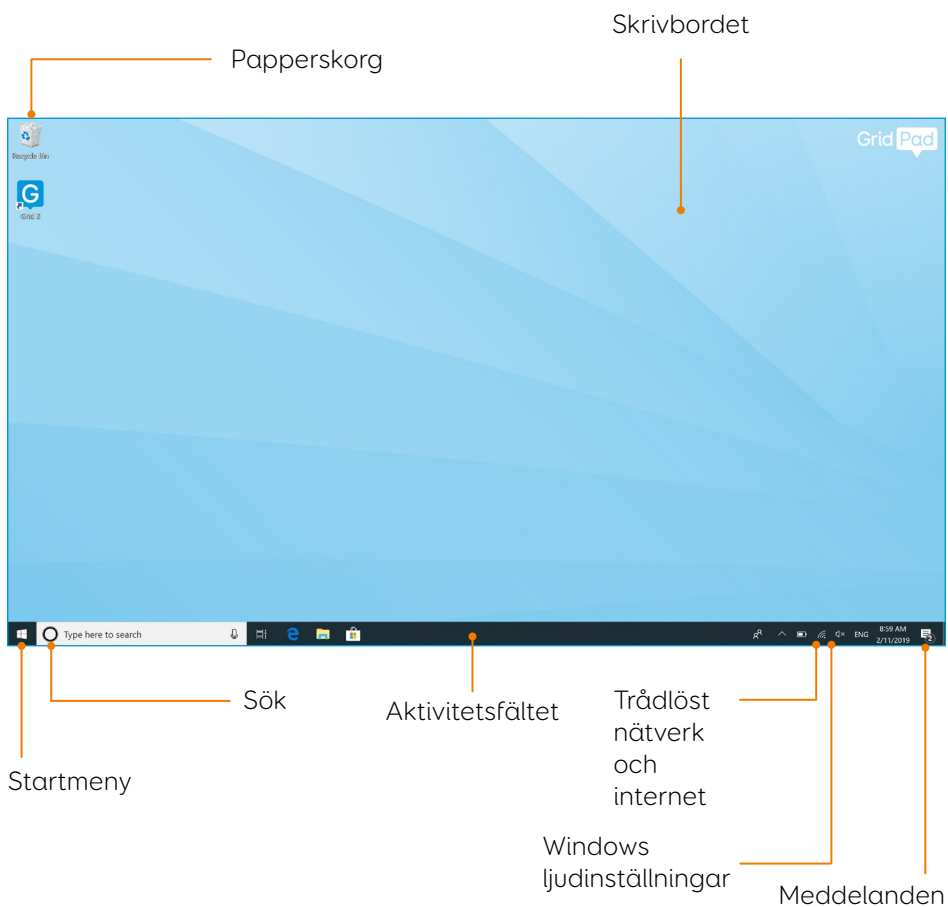 Skrivbordet
Papperskorg
Grid Pad
Recycle Bin
G
Grid 3
Type here to search
ENG
8:59 AM
2/11/2019
2
Sök
Aktivitetsfältet
Trådlöst
nätverk
och
internet
Startmeny
Windows
ljudinställningar
Meddelanden